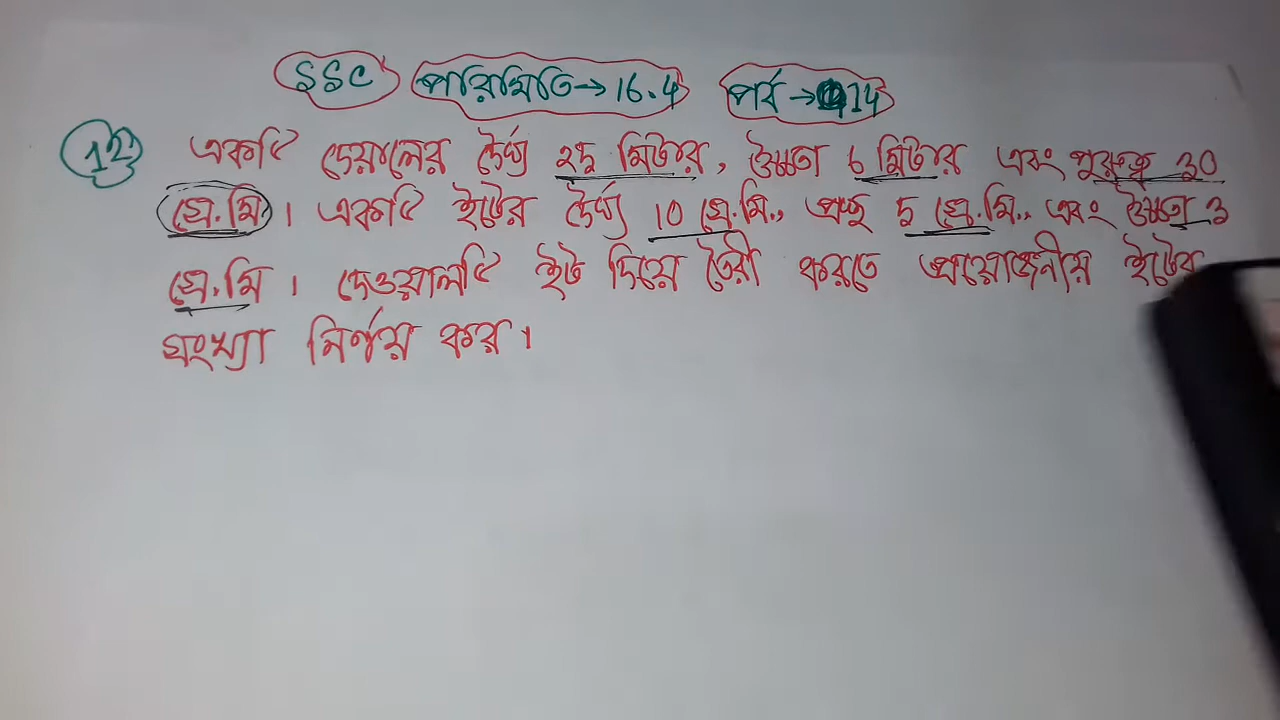 SSC পরিমিতি→16.4 পর্ব→14
12 একটি দেয়ালের দৈর্ঘ্য 25 মিটার, উচ্চতা 6 মিটার এবং পুরুত্ব 30
সে.মি। একটি ইটের দৈর্ঘ্য 10 সে.মি., প্রস্থ 5 সে.মি., এবং উচ্চতা 3
সে.মি। দেওয়ালটি ইট দিয়ে তৈরী করতে প্রয়োজনীয় ইটের
সংখ্যা নির্ণয় কর।